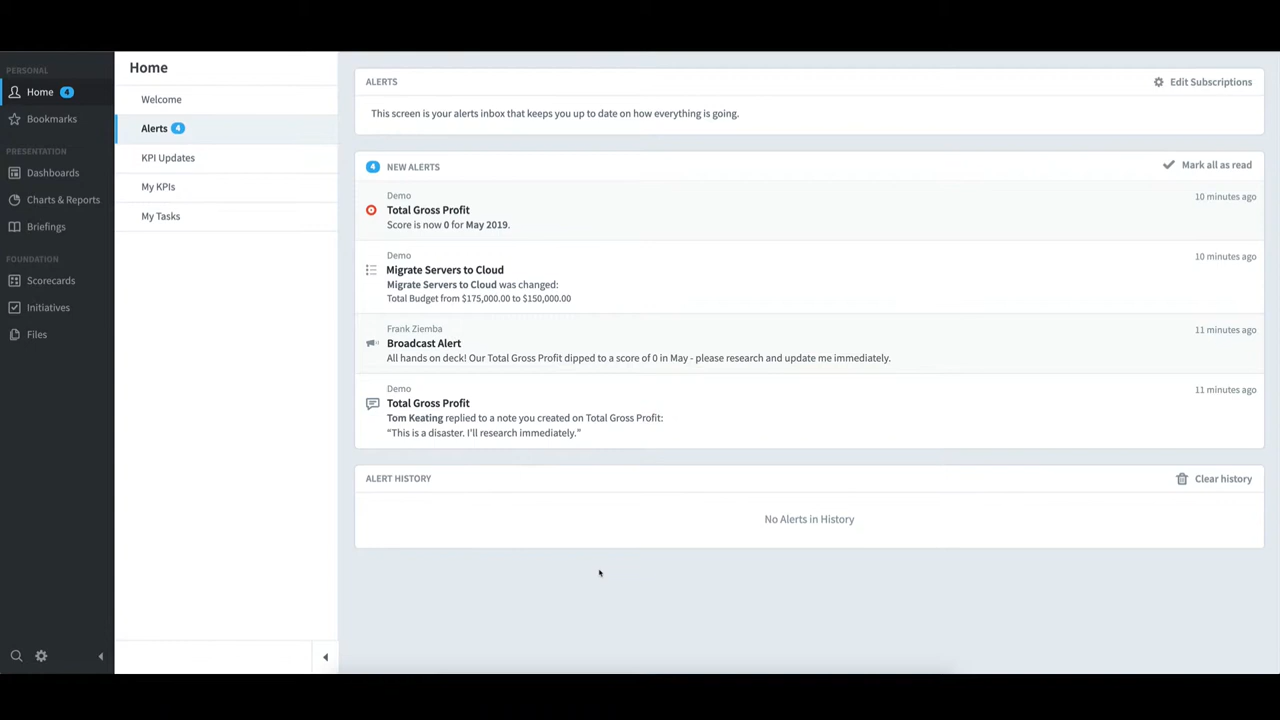 PERSONAL
Home 4
Bookmarks
PRESENTATION
Dashboards
Charts & Reports
Briefings
FOUNDATION
Scorecards
Initiatives
Files
Home
Welcome
Alerts 4
KPI Updates
My KPIs
My Tasks
ALERTS
Edit Subscriptions
This screen is your alerts inbox that keeps you up to date on how everything is going.
4 NEW ALERTS
Mark all as read
Demo
10 minutes ago
Total Gross Profit
Score is now 0 for May 2019.
Demo
10 minutes ago
Migrate Servers to Cloud
Migrate Servers to Cloud was changed:
Total Budget from $175,000.00 to $150,000.00
Frank Ziemba
11 minutes ago
Broadcast Alert
All hands on deck! Our Total Gross Profit dipped to a score of 0 in May - please research and update me immediately.
Demo
11 minutes ago
Total Gross Profit
Tom Keating replied to a note you created on Total Gross Profit:
“This is a disaster. I'll research immediately.”
ALERT HISTORY
Clear history
No Alerts in History